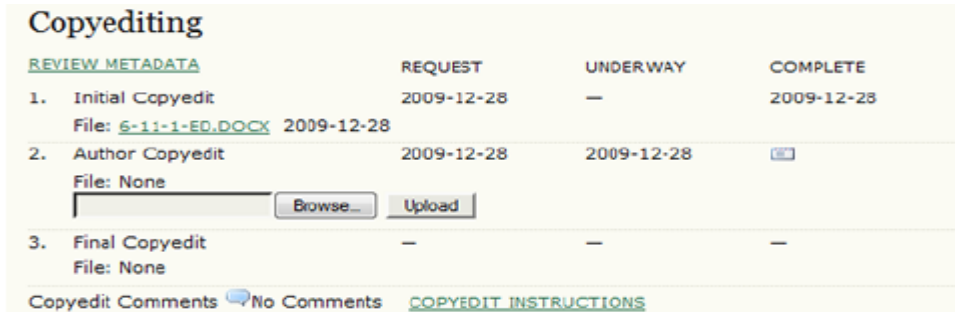 Copyediting
REVIEW METADATA REQUEST UNDERWAY COMPLETE
1. Initial Copyedit 2009-12-28 — 2009-12-28
File: 6-11-1-ED.DOCX 2009-12-28
2. Author Copyedit 2009-12-28 2009-12-28
File: None
Browse... Upload
3. Final Copyedit — — —
File: None
Copyedit Comments No Comments COPYEDIT INSTRUCTIONS